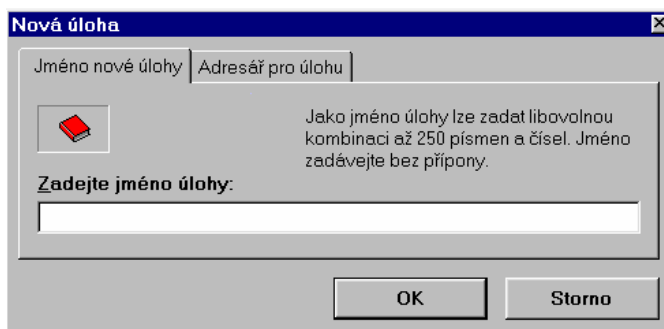 Nová úloha
Jméno nové úlohy Adresář pro úlohu
Jako jméno úlohy lze zadat libovolnou
kombinaci až 250 písmen a čísel. Jméno
zadávejte bez přípony.
Zadejte jméno úlohy:
OK Storno